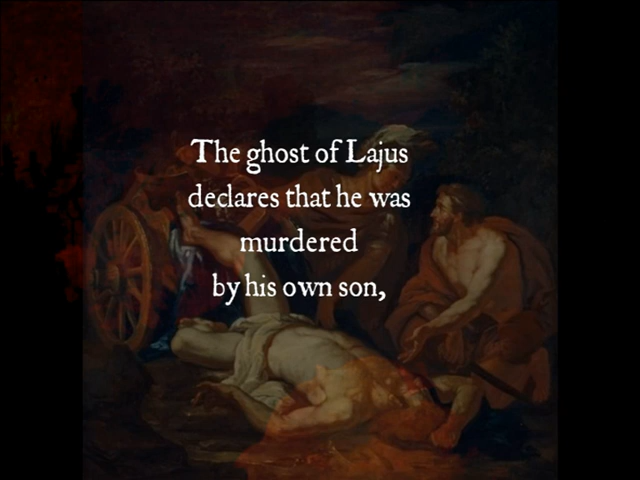 The ghost of Lajus
declares that he was
murdered
by his own son,